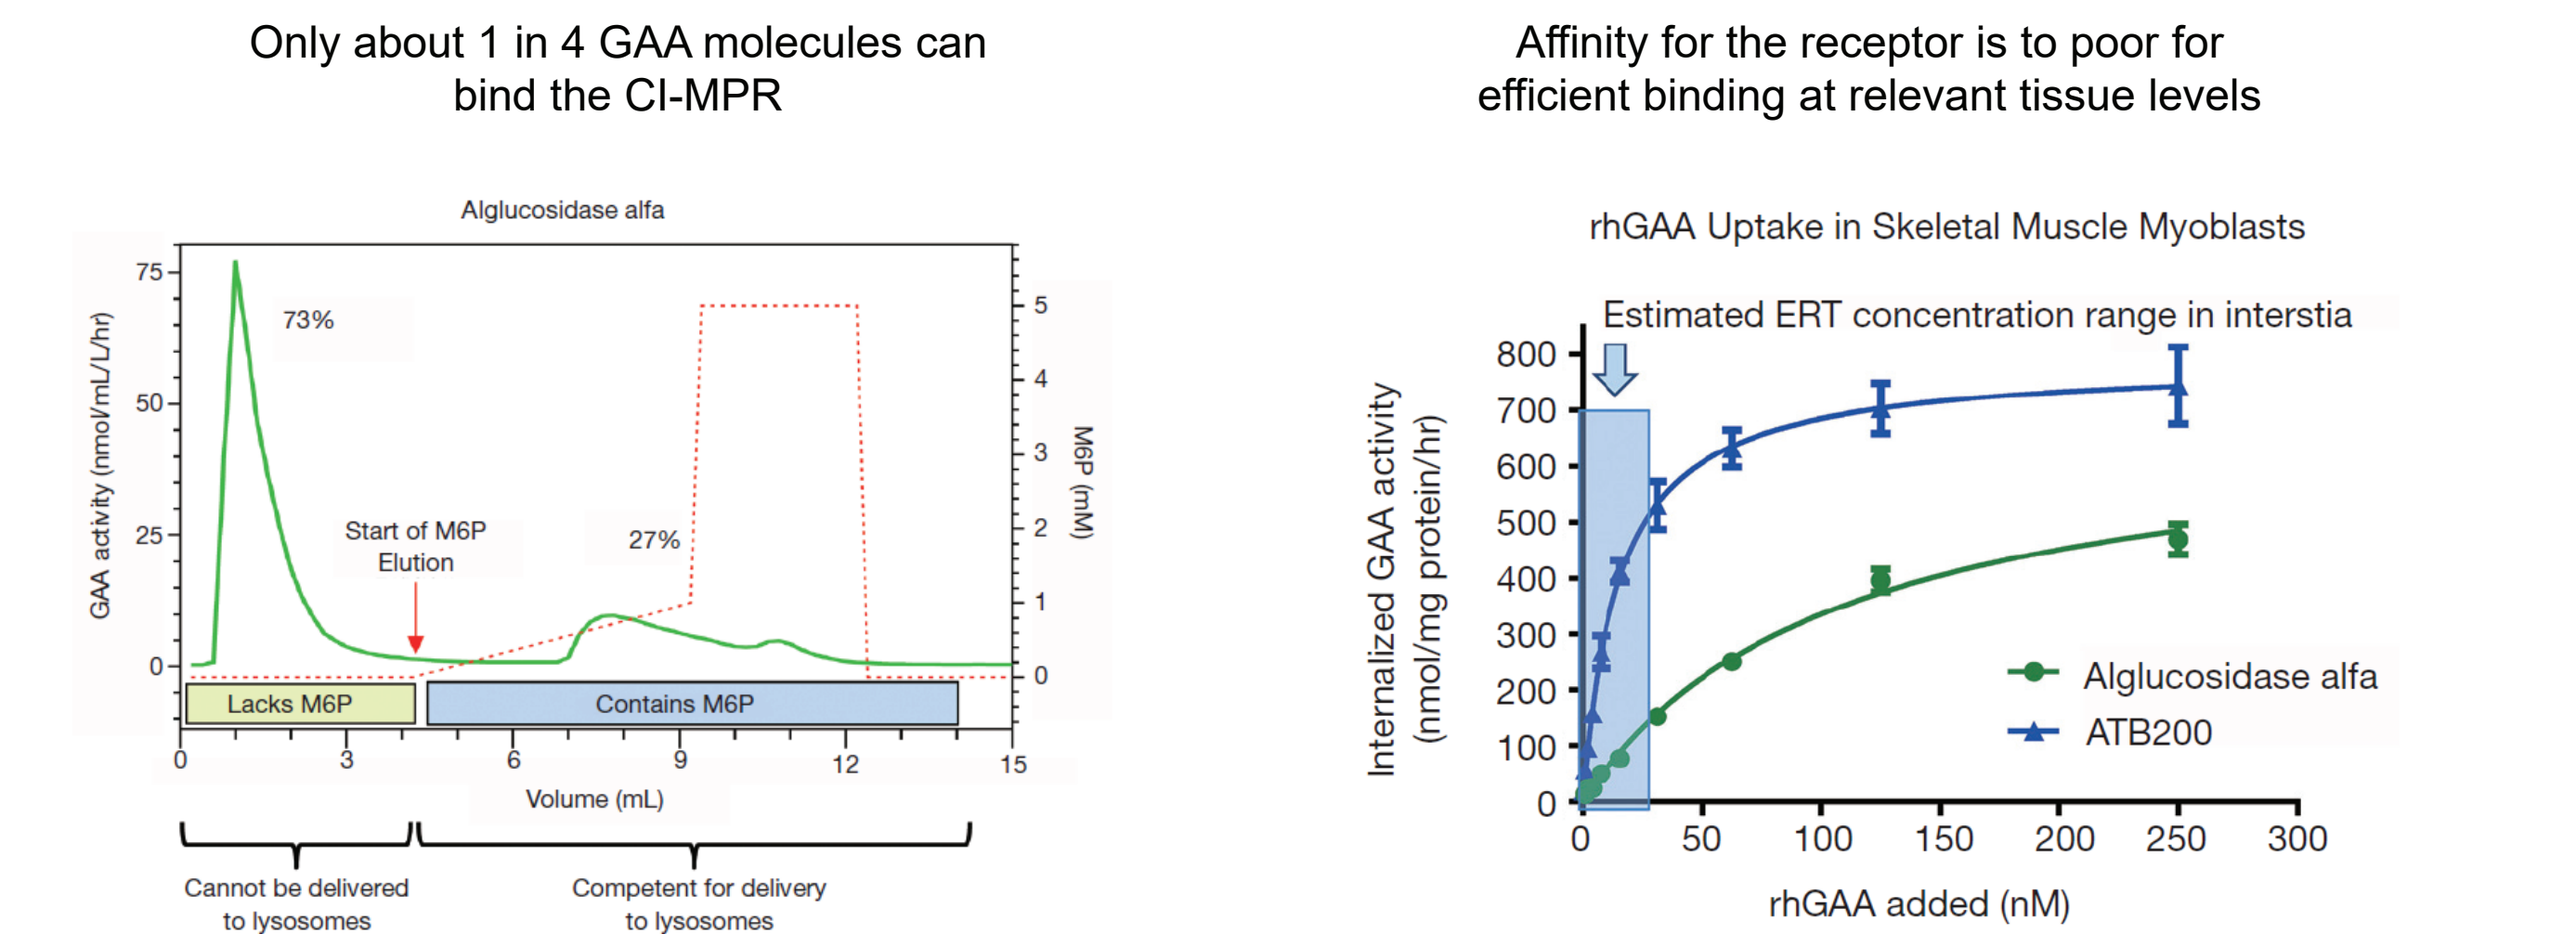 Only about 1 in 4 GAA molecules can
bind the CI-MPR
Alglucosidase alfa
GAA activity (nmol/mL/L/hr)
75
50
25
0
73%
Start of M6P
Elution
27%
5
4
3
2
1
0
M6P (mM)
Lacks M6P
Contains M6P
0 3 6 9 12 15
Volume (mL)
Cannot be delivered
to lysosomes
Competent for delivery
to lysosomes
Affinity for the receptor is to poor for
efficient binding at relevant tissue levels
rhGAA Uptake in Skeletal Muscle Myoblasts
Estimated ERT concentration range in interstia
Internalized GAA activity
(nmol/mg protein/hr)
800
700
600
500
400
300
200
100
0
Alglucosidase alfa
ATB200
0 50 100 150 200 250 300
rhGAA added (nM)